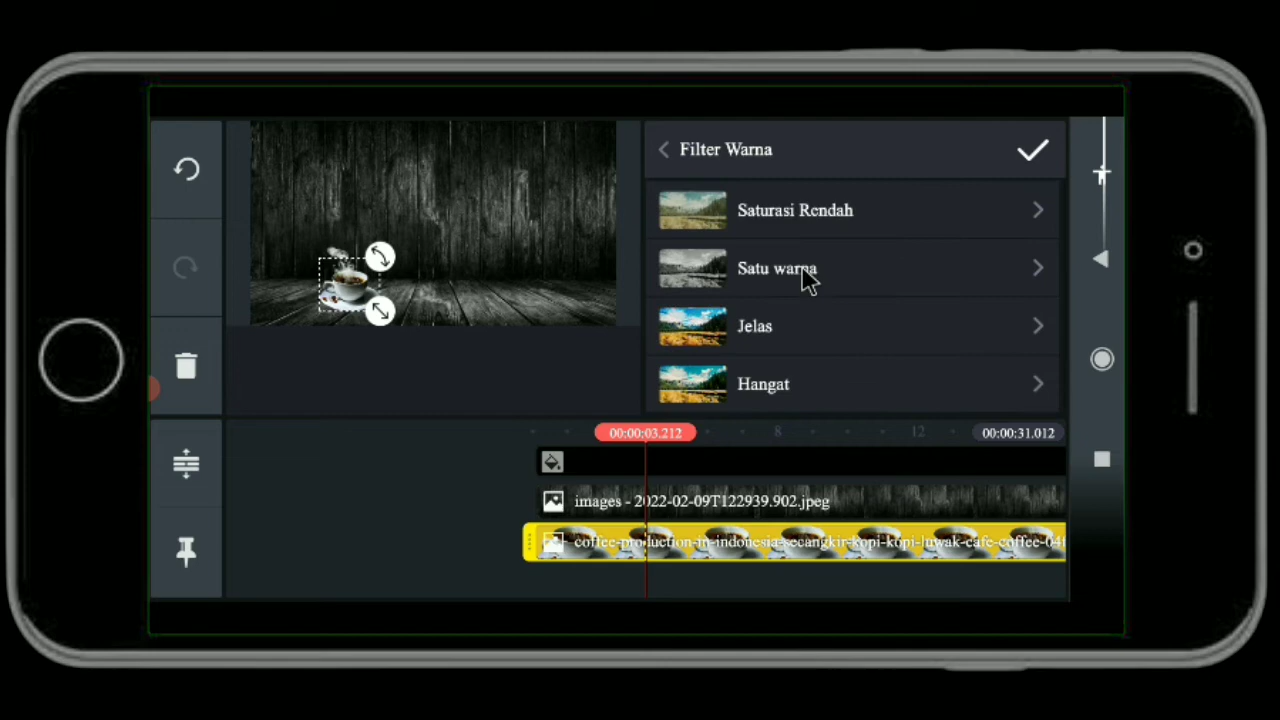 Filter Warna
Saturasi Rendah
Satu warna
Jelas
Hangat
00:00:03.212
8
12
00:00:31.012
images - 2022-02-09T122939.902.jpeg
coffee-production-in-indonesia-secangkir-kopi-kopi-luwak-cafe-coffee-04f